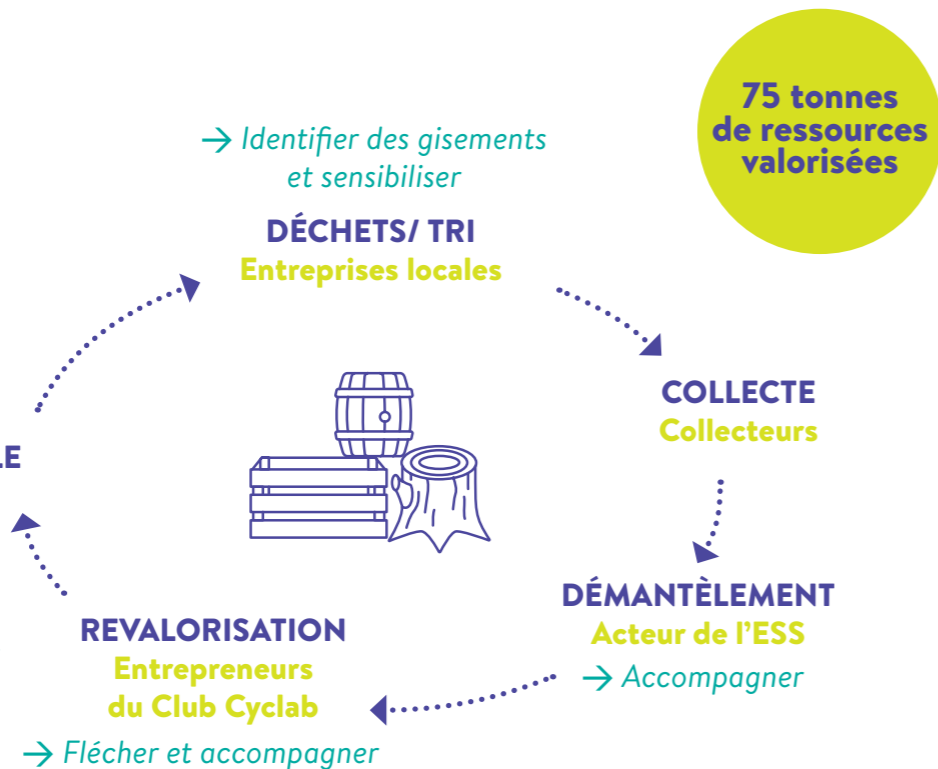 75 tonnes
de ressources
valorisées
→ Identifier des gisements
et sensibiliser
DÉCHETS/ TRI
Entreprises locales
COLLECTE
Collecteurs
DÉMANTÈLEMENT
Acteur de l'ESS
→ Accompagner
REVALORISATION
Entrepreneurs
du Club Cyclab
→ Flécher et accompagner